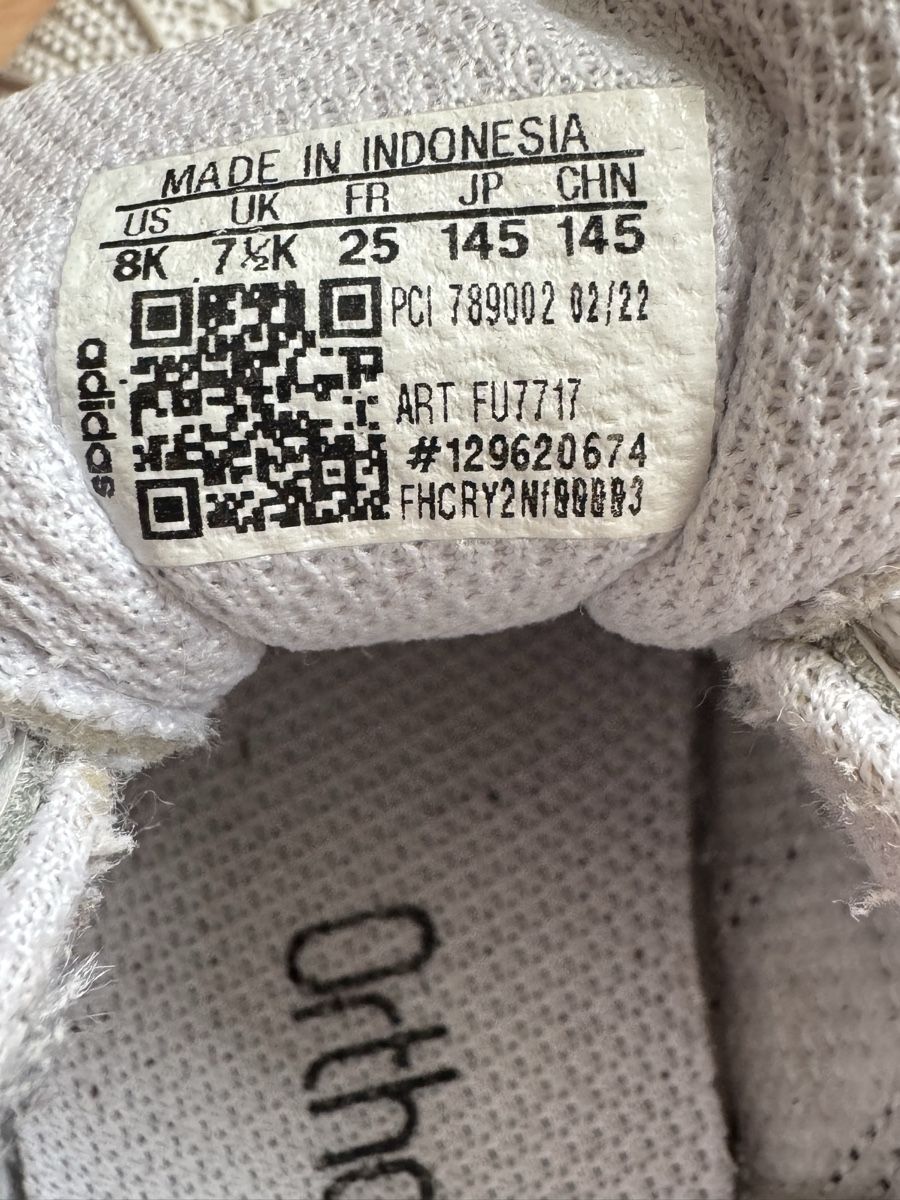 MADE IN INDONESIA
US UK FR JP CHN
8K 7½K 25 145 145
PCI 789002 02/22
ART FU7717
#129620674
adidas
Ortho